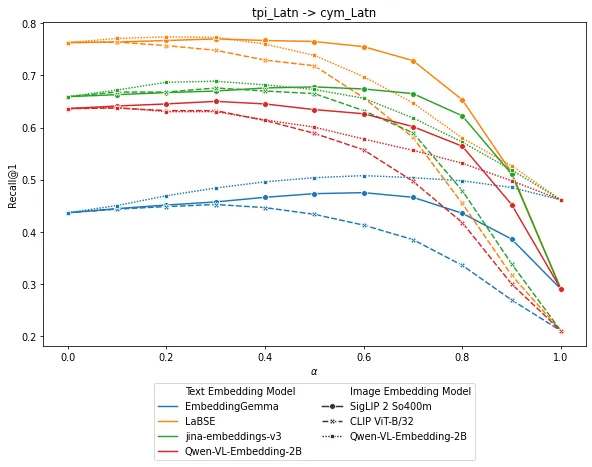 tpi_Latn -> cym_Latn
Recall@1
0.8
0.7
0.6
0.5
0.4
0.3
0.2
0.0
0.2
0.4
0.6
0.8
1.0
α
Text Embedding Model
EmbeddingGemma
LaBSE
jina-embeddings-v3
Qwen-VL-Embedding-2B
Image Embedding Model
SigLIP 2 So400m
CLIP ViT-B/32
Qwen-VL-Embedding-2B